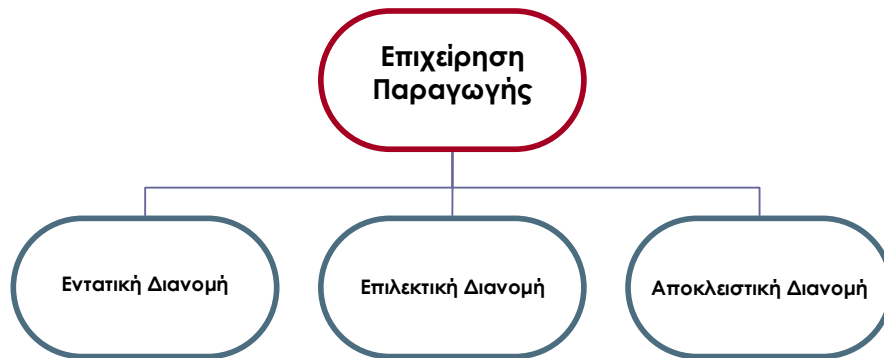 Επιχείρηση
Παραγωγής
Εντατική Διανομή
Επιλεκτική Διανομή
Αποκλειστική Διανομή